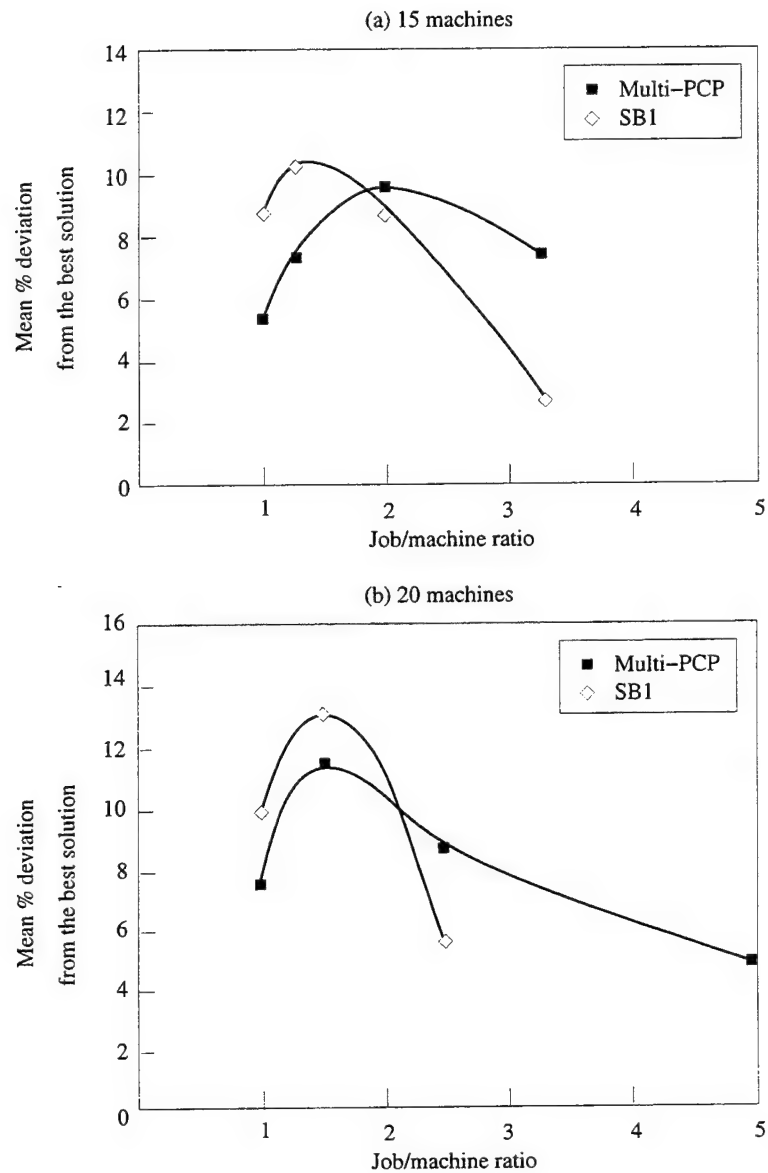 (a) 15 machines
14
12
10
8
6
4
2
0
Mean % deviation
from the best solution
Multi–PCP
SB1
1
2
3
4
5
Job/machine ratio
(b) 20 machines
16
14
12
10
8
6
4
2
0
Mean % deviation
from the best solution
Multi–PCP
SB1
1
2
3
4
5
Job/machine ratio